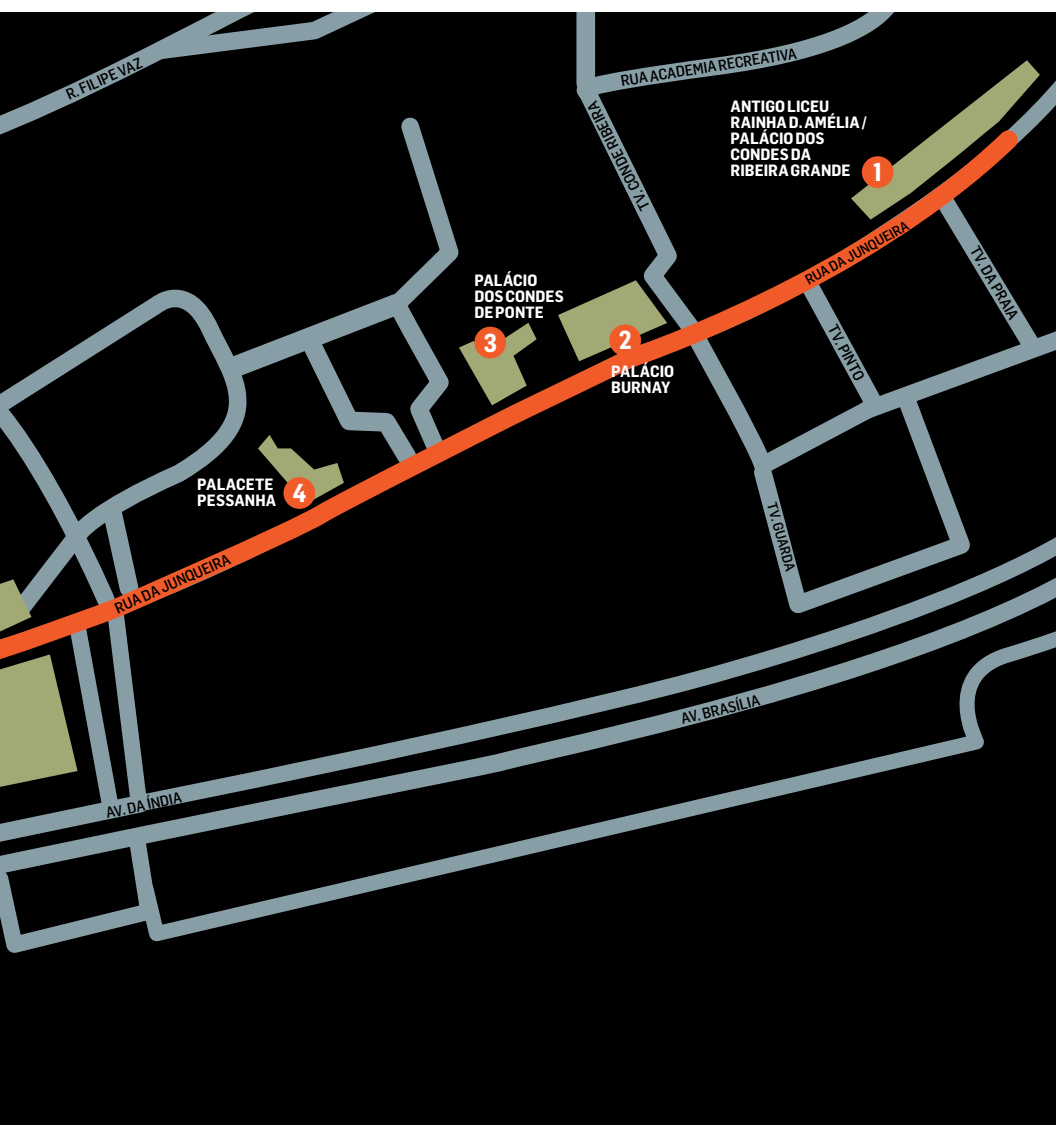 R. FILIPE VAZ
RUA ACADEMIA RECREATIVA
TV. CONDE RIBEIRA
ANTIGO LICEU
RAINHA D. AMÉLIA /
PALÁCIO DOS
CONDES DA
RIBEIRA GRANDE
1
RUA DA JUNQUEIRA
TV. DA PRAIA
PALÁCIO
DOS CONDES
DE PONTE
3
2
PALÁCIO
BURNAY
TV. PINTO
PALACETE
PESSANHA
4
TV. GUARDA
RUA DA JUNQUEIRA
AV. BRASÍLIA
AV. DA ÍNDIA